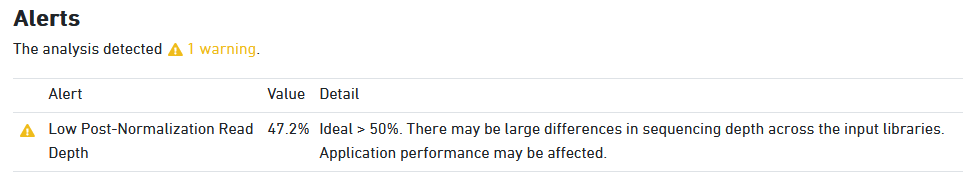 Alerts
The analysis detected 1 warning.
Alert Value Detail
Low Post-Normalization Read 47.2% Ideal > 50%. There may be large differences in sequencing depth across the input libraries.
Depth Application performance may be affected.